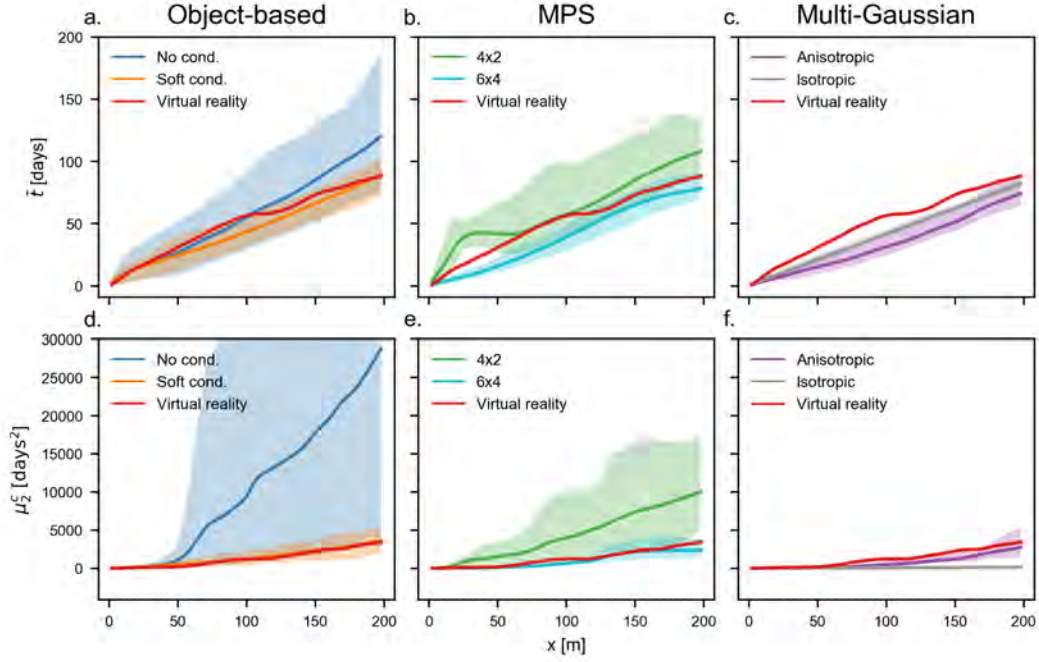 Object-based
MPS
Multi-Gaussian
a.
b.
c.
200
150
100
50
0
t̄ [days]
No cond.
Soft cond.
Virtual reality
4x2
6x4
Virtual reality
Anisotropic
Isotropic
Virtual reality
d.
e.
f.
30000
25000
20000
15000
10000
5000
0
μ₂ᶜ [days²]
No cond.
Soft cond.
Virtual reality
4x2
6x4
Virtual reality
Anisotropic
Isotropic
Virtual reality
0 50 100 150 200
0 50 100 150 200
0 50 100 150 200
x [m]